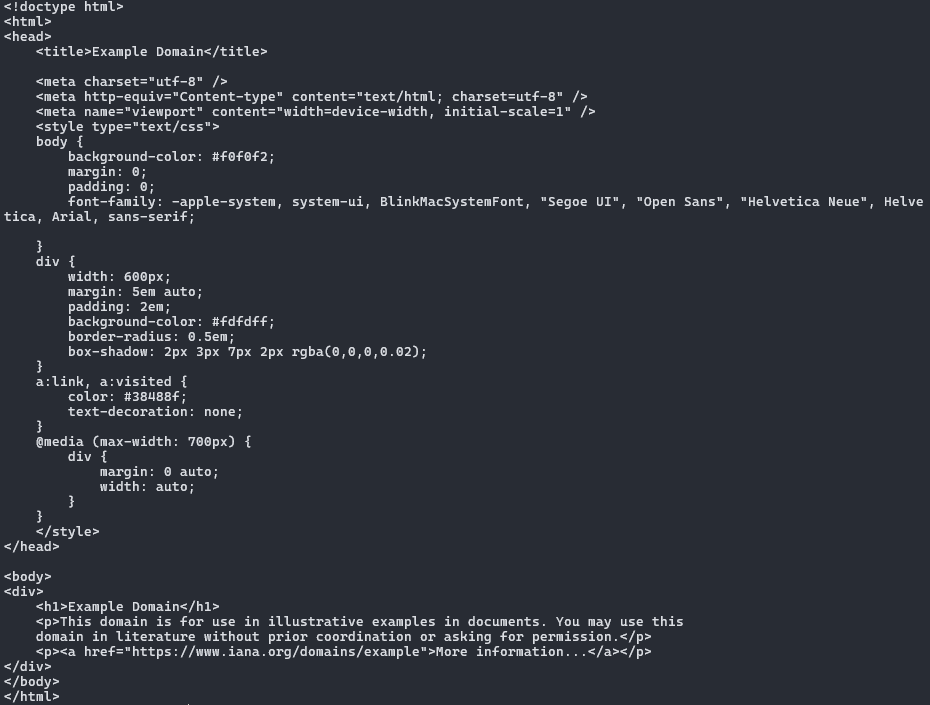 <!doctype html>
<html>
<head>
    <title>Example Domain</title>

    <meta charset="utf-8" />
    <meta http-equiv="Content-type" content="text/html; charset=utf-8" />
    <meta name="viewport" content="width=device-width, initial-scale=1" />
    <style type="text/css">
    body {
        background-color: #f0f0f2;
        margin: 0;
        padding: 0;
        font-family: -apple-system, system-ui, BlinkMacSystemFont, "Segoe UI", "Open Sans", "Helvetica Neue", Helve
tica, Arial, sans-serif;

    }
    div {
        width: 600px;
        margin: 5em auto;
        padding: 2em;
        background-color: #fdfdff;
        border-radius: 0.5em;
        box-shadow: 2px 3px 7px 2px rgba(0,0,0,0.02);
    }
    a:link, a:visited {
        color: #38488f;
        text-decoration: none;
    }
    @media (max-width: 700px) {
        div {
            margin: 0 auto;
            width: auto;
        }
    }
    </style>
</head>

<body>
<div>
    <h1>Example Domain</h1>
    <p>This domain is for use in illustrative examples in documents. You may use this
    domain in literature without prior coordination or asking for permission.</p>
    <p><a href="https://www.iana.org/domains/example">More information...</a></p>
</div>
</body>
</html>